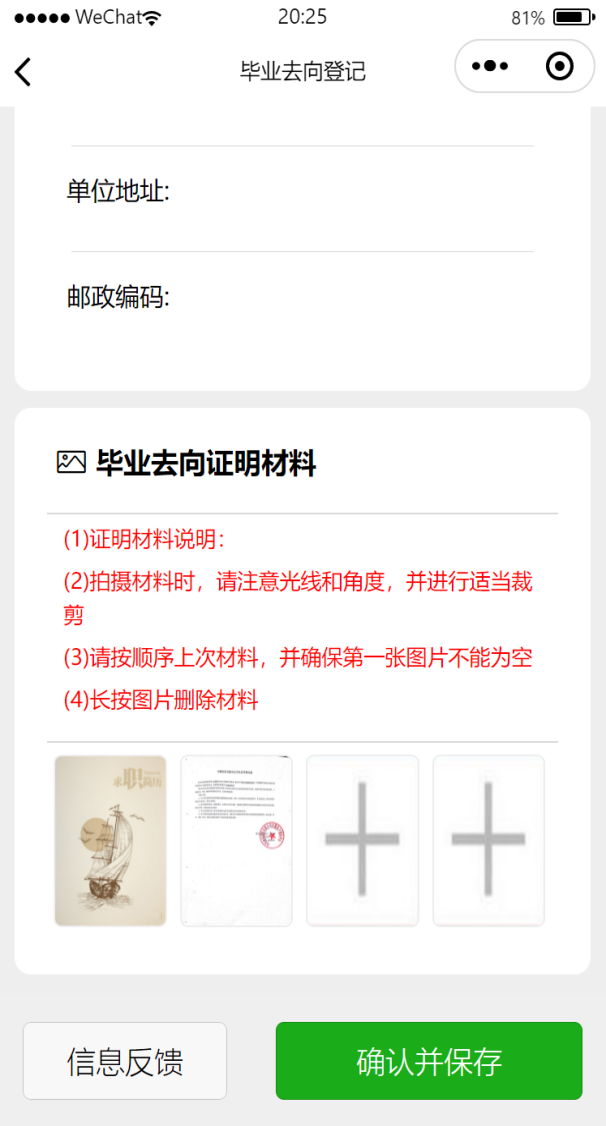 WeChat 20:25 81%
毕业去向登记
单位地址:
邮政编码:
毕业去向证明材料
(1)证明材料说明：
(2)拍摄材料时，请注意光线和角度，并进行适当裁
剪
(3)请按顺序上次材料，并确保第一张图片不能为空
(4)长按图片删除材料
求职简历
信息反馈 确认并保存